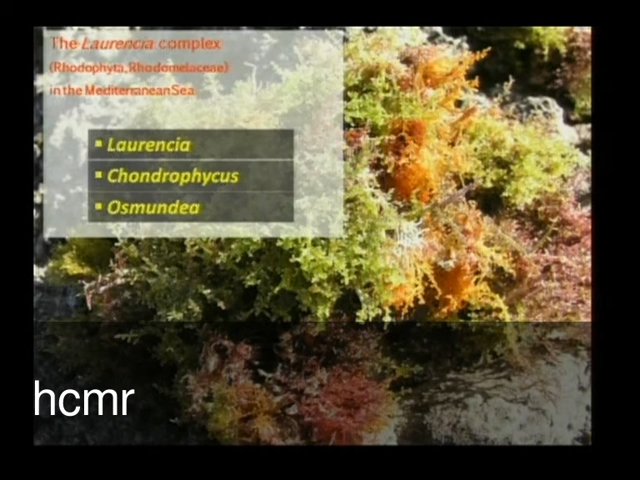 The Laurencia complex
(Rhodophyta, Rhodomelaceae)
in the Mediterranean Sea
▪ Laurencia
▪ Chondrophycus
▪ Osmundea
hcmr